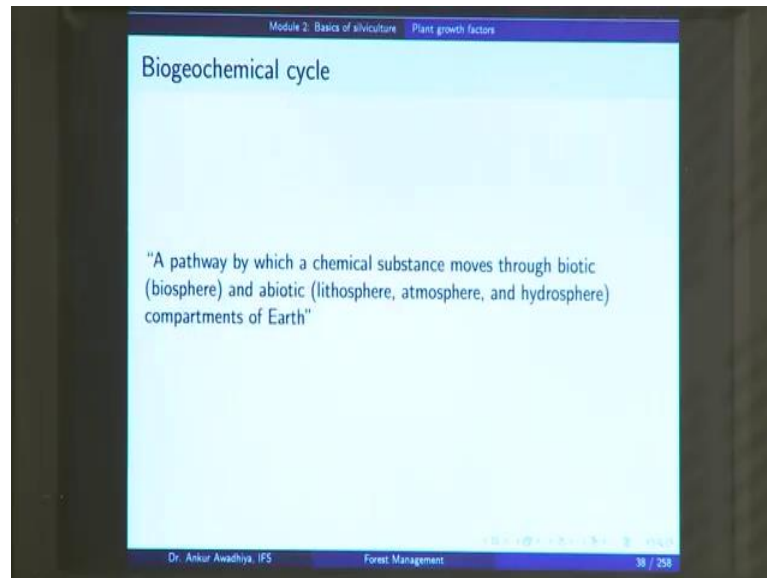 Module 2: Basics of silviculture Plant growth factors
Biogeochemical cycle
"A pathway by which a chemical substance moves through biotic
(biosphere) and abiotic (lithosphere, atmosphere, and hydrosphere)
compartments of Earth"
Dr. Ankur Awadhiya, IFS Forest Management 38 / 258